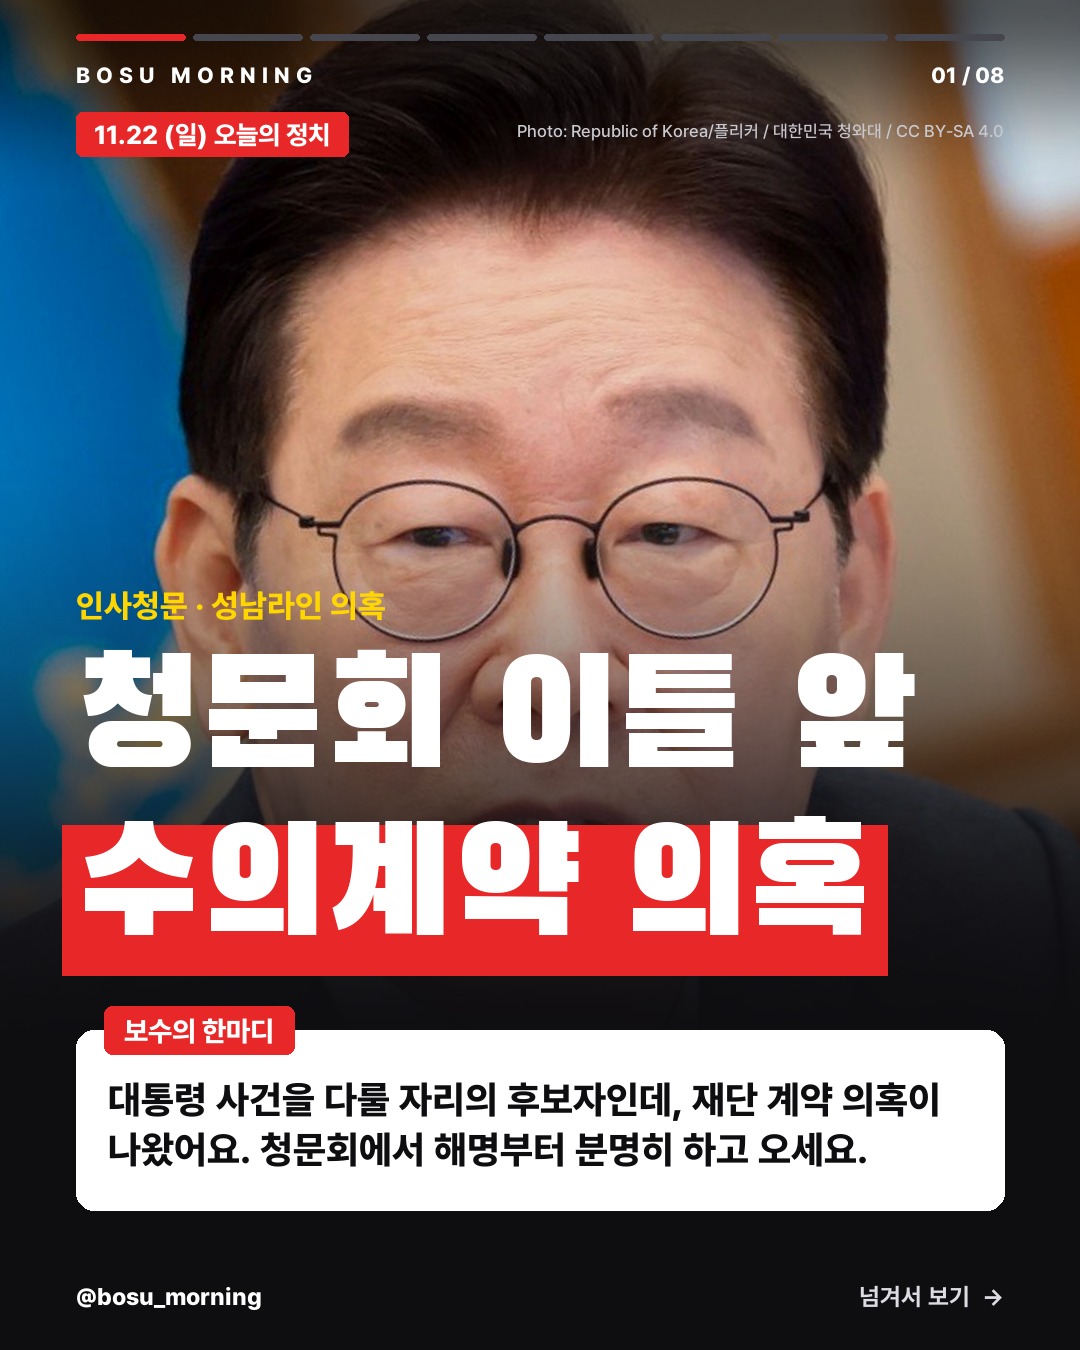 BOSU MORNING
01 / 08
11.22 (일) 오늘의 정치
Photo: Republic of Korea/플리커 / 대한민국 청와대 / CC BY-SA 4.0
인사청문 · 성남라인 의혹
청문회 이틀 앞
수의계약 의혹
보수의 한마디
대통령 사건을 다룰 자리의 후보자인데, 재단 계약 의혹이
나왔어요. 청문회에서 해명부터 분명히 하고 오세요.
@bosu_morning
넘겨서 보기 →